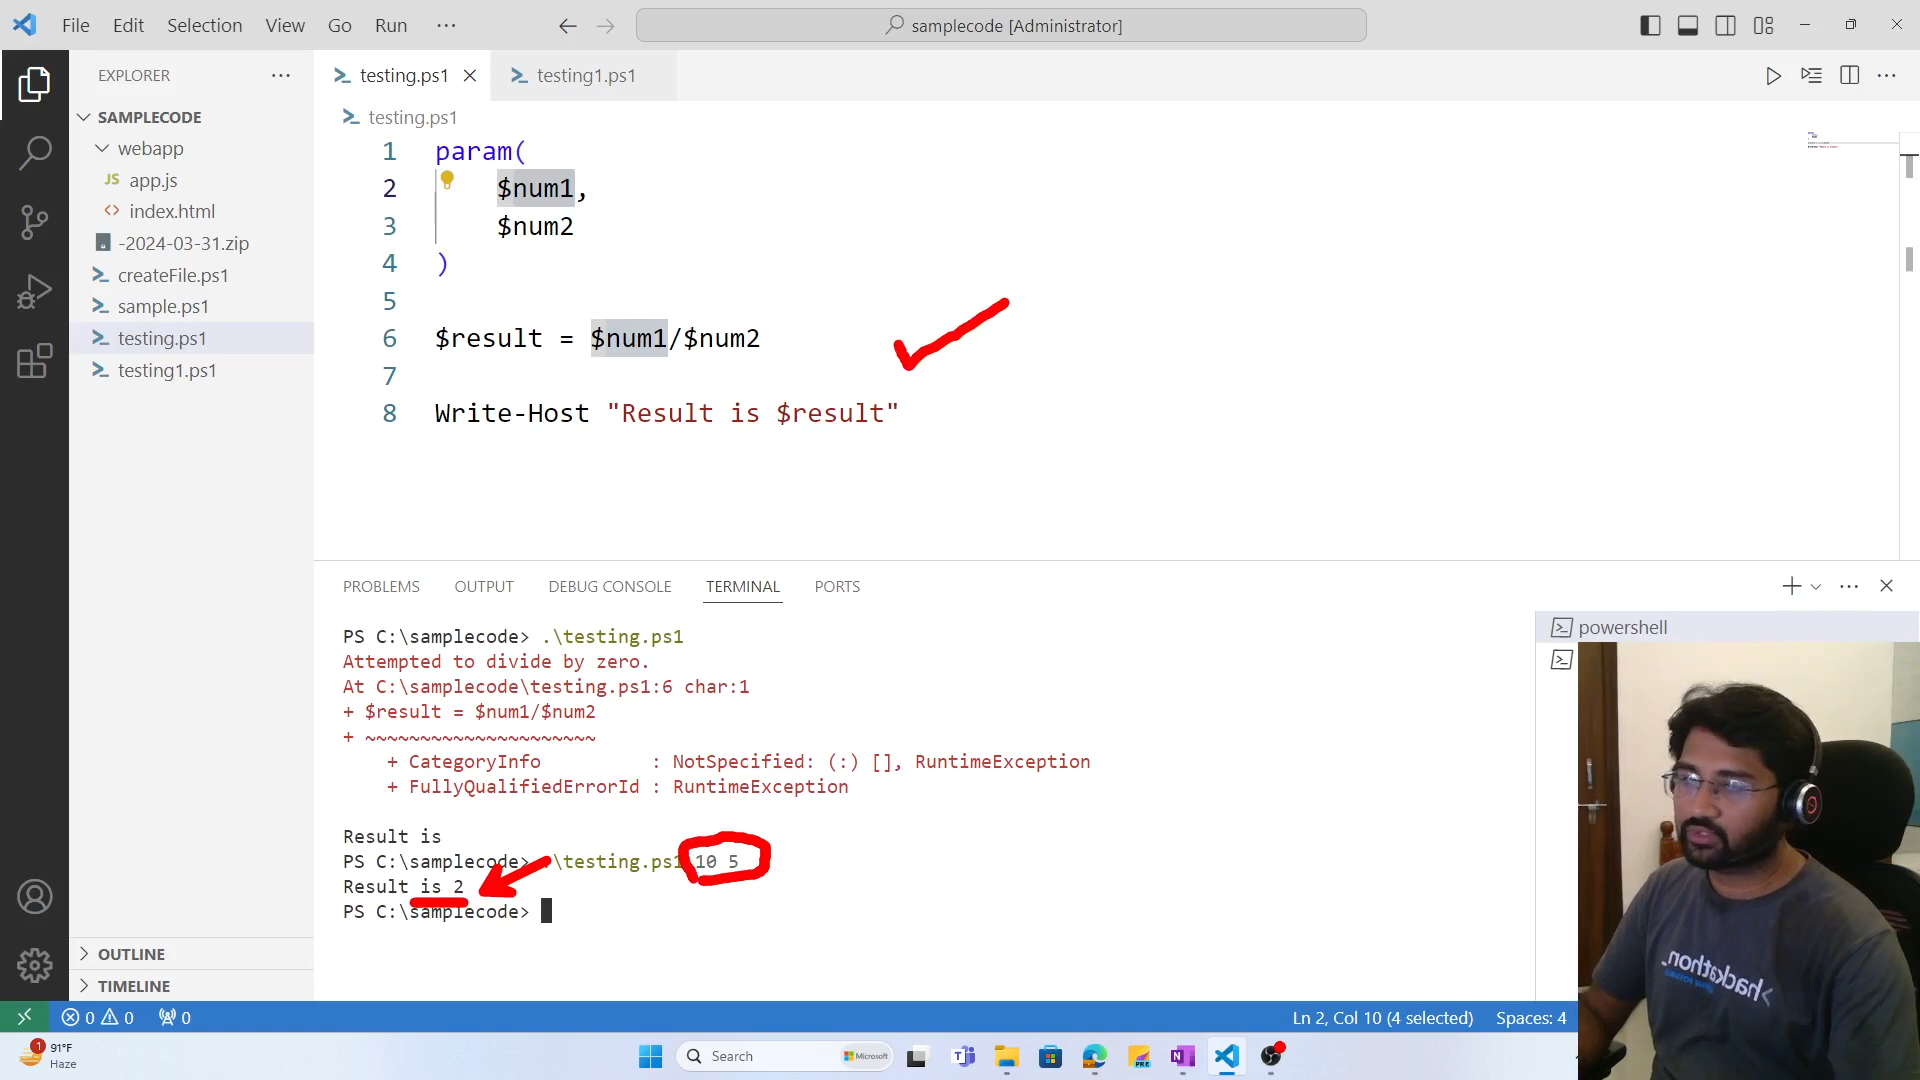 File Edit Selection View Go Run ···
samplecode [Administrator]
EXPLORER ···
SAMPLECODE
webapp
JS app.js
<> index.html
-2024-03-31.zip
createFile.ps1
sample.ps1
testing.ps1
testing1.ps1
OUTLINE
TIMELINE
testing.ps1
testing1.ps1
testing.ps1
1 param(
2 $num1,
3 $num2
4 )
5
6 $result = $num1/$num2
7
8 Write-Host "Result is $result"
PROBLEMS OUTPUT DEBUG CONSOLE TERMINAL PORTS
PS C:\samplecode> .\testing.ps1
Attempted to divide by zero.
At C:\samplecode\testing.ps1:6 char:1
+ $result = $num1/$num2
+ ~~~~~~~~~~~~~~~~~~~~~
+ CategoryInfo : NotSpecified: (:) [], RuntimeException
+ FullyQualifiedErrorId : RuntimeException
Result is
PS C:\samplecode> .\testing.ps1 10 5
Result is 2
PS C:\samplecode>
powershell
>hackathon_
0 0 0
Ln 2, Col 10 (4 selected) Spaces: 4
1
91°F
Haze
Search
Microsoft
PRE